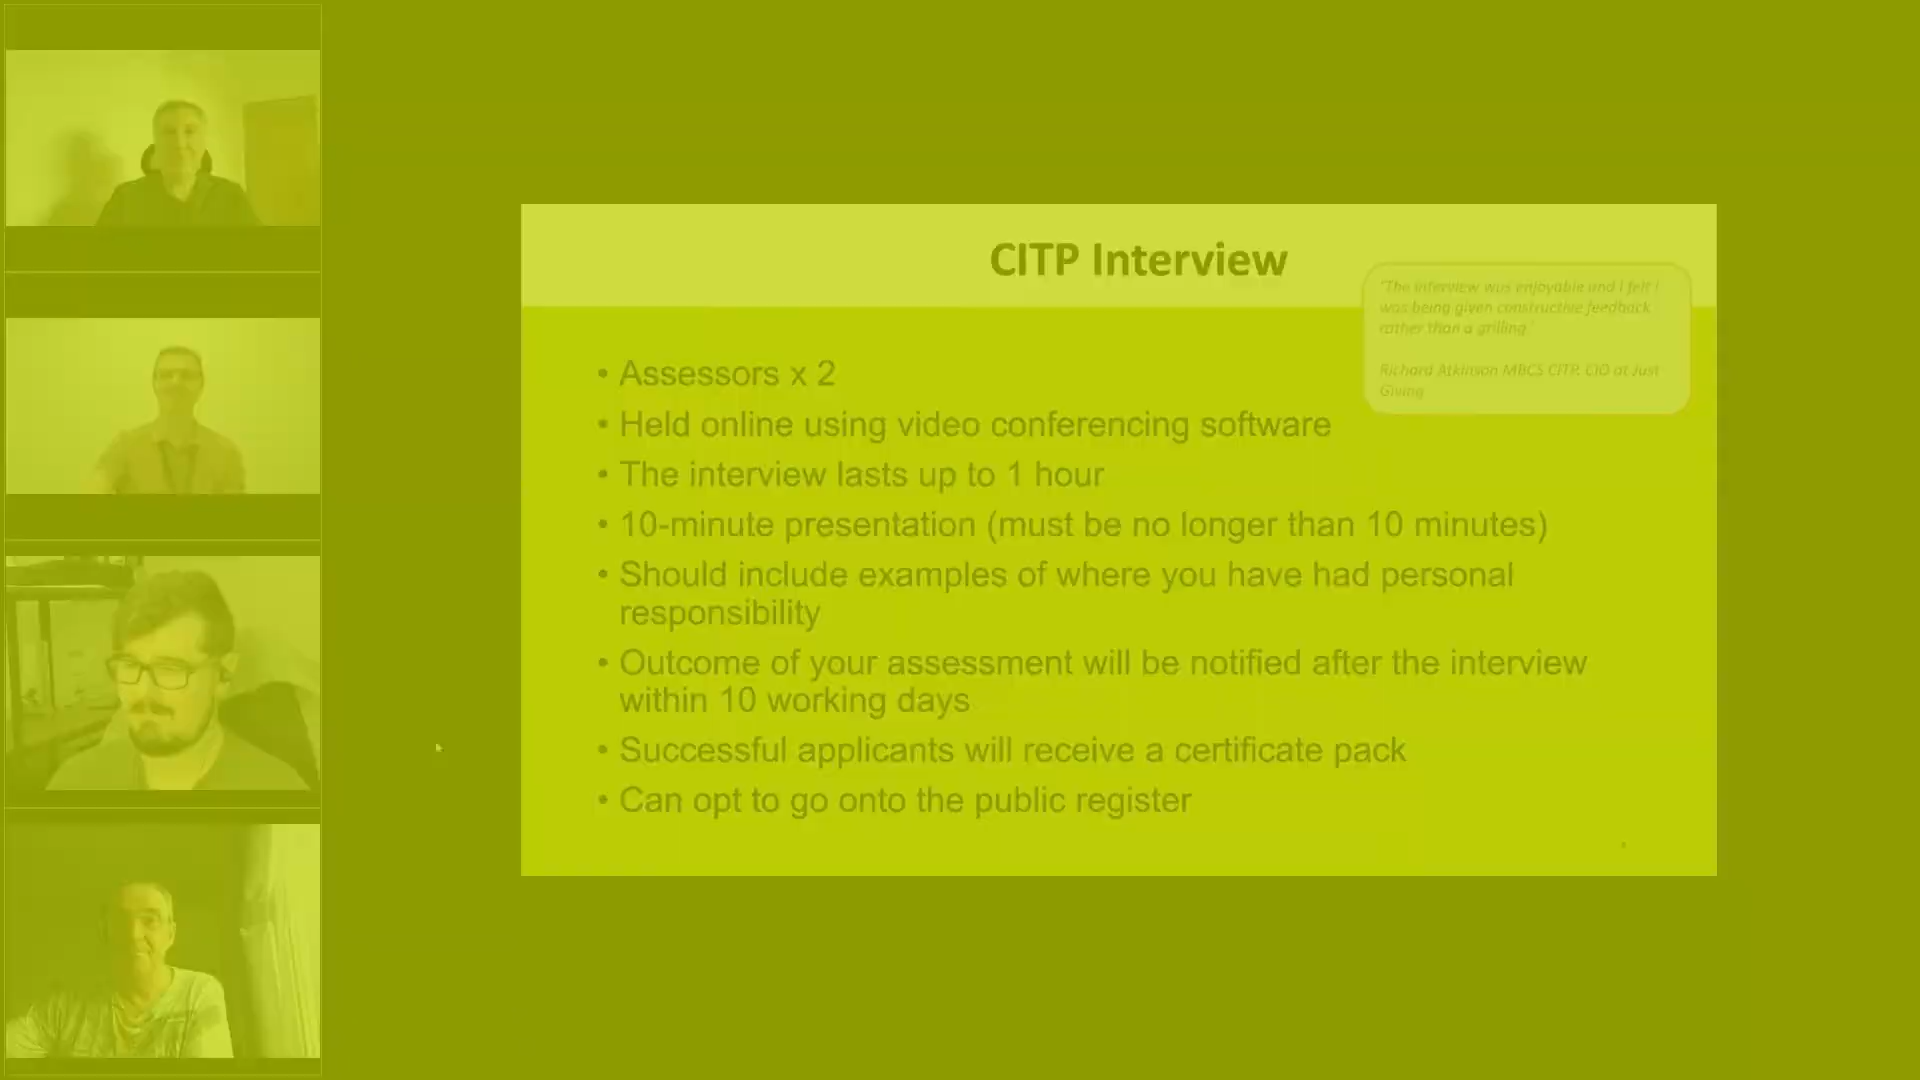 CITP Interview
"The interview was enjoyable and I felt I
was being given constructive feedback
rather than a grilling"
Richard Atkinson MBCS CITP, CIO at Just
Giving
• Assessors x 2
• Held online using video conferencing software
• The interview lasts up to 1 hour
• 10-minute presentation (must be no longer than 10 minutes)
• Should include examples of where you have had personal
responsibility
• Outcome of your assessment will be notified after the interview
within 10 working days
• Successful applicants will receive a certificate pack
• Can opt to go onto the public register